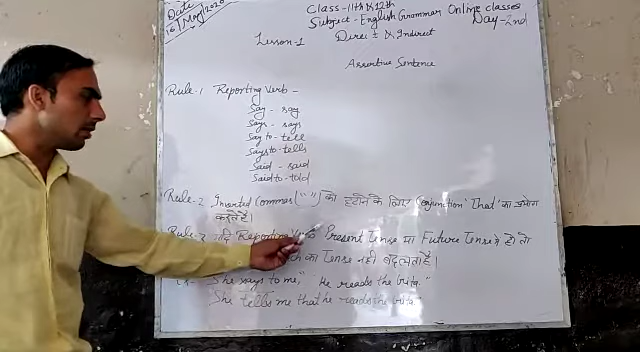 Date
16/May/2020
Class-11th & 12th
Subject-English Grammar Online classes
Day-2nd
Lesson-1 Direct & Indirect
Assertive Sentence
Rule-1 Reporting Verb -
Say - say
Says - says
Say to - tell
Says to - tells
Said - said
Said to - told
Rule-2 Inverted Commas (" ") को हटाने के लिए Conjunction 'That' का उपयोग
करते हैं।
Rule-3 यदि Reporting Verb Present Tense या Future Tense में हो तो
का Tense नहीं बदलता है।
She says to me, "He reads the Gita."
She tells me that he reads the Gita.